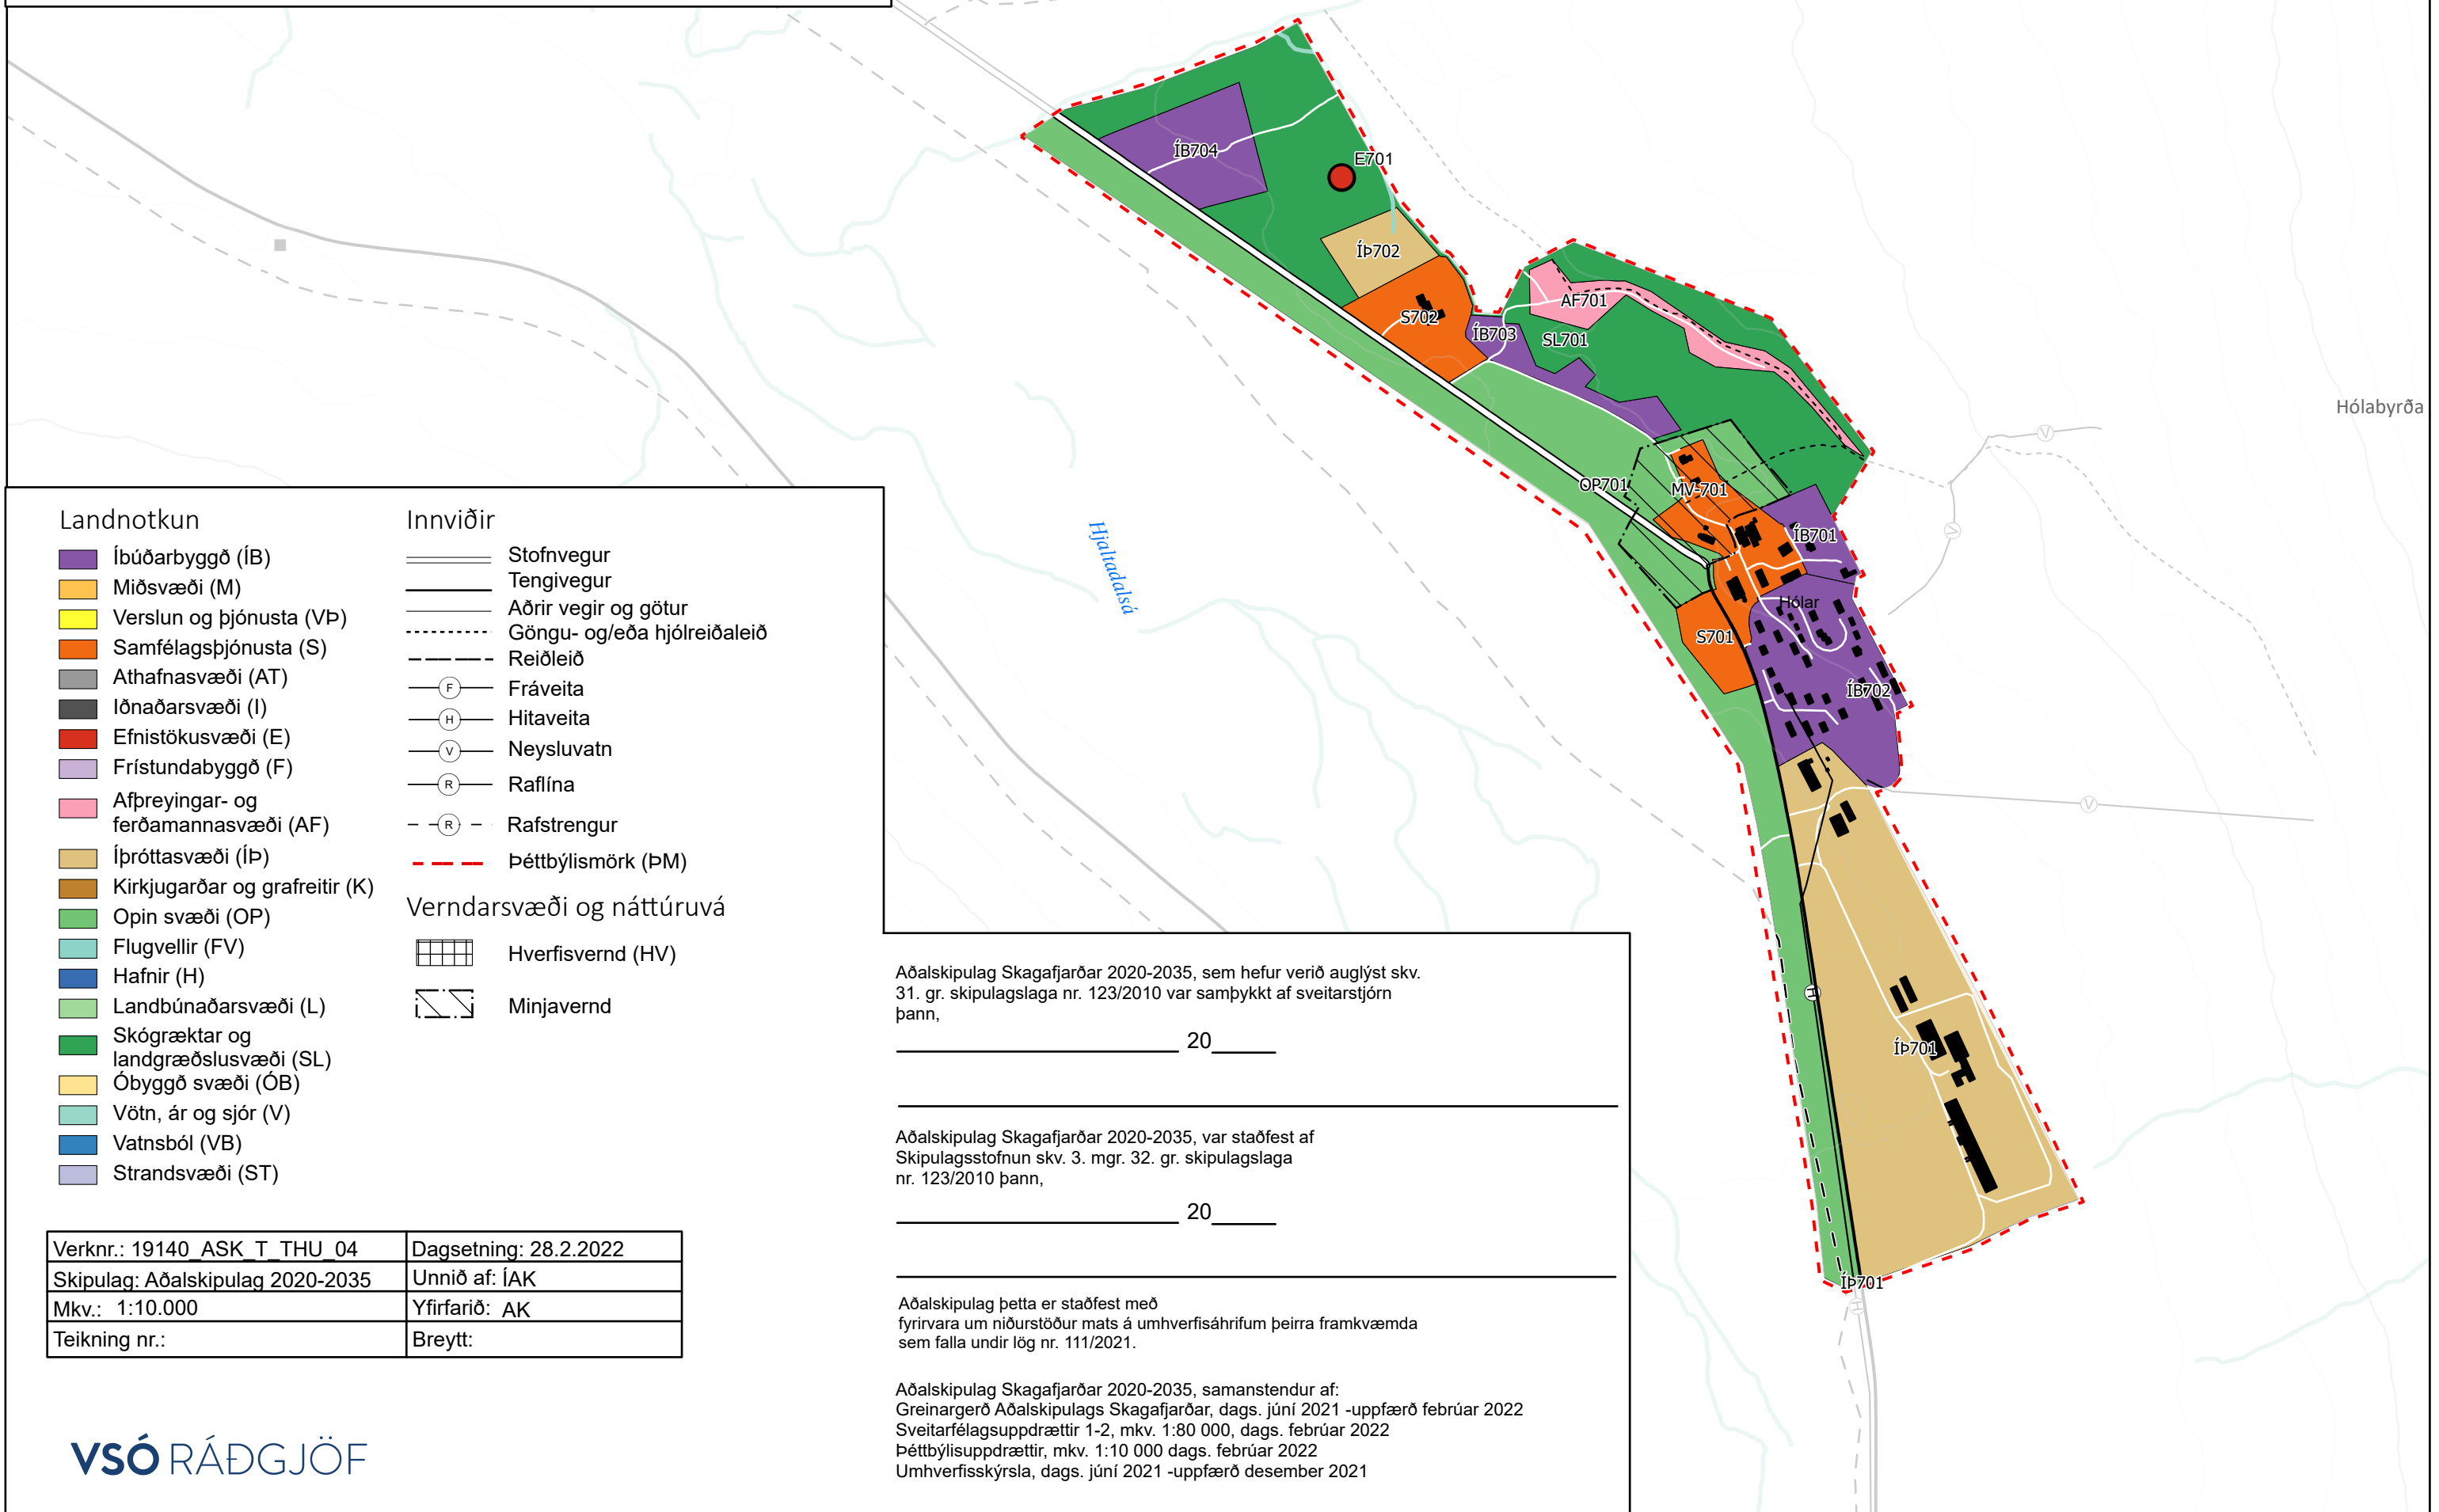 ÍB704
E701
ÍÞ702
S702
AF701
ÍB703
SL701
Hólabyrða
V
OP701
MV-701
V
ÍB701
Hjaltadalsá
Hólar
S701
ÍB702
V
H
ÍÞ701
ÍÞ701
H
Landnotkun
Íbúðarbyggð (ÍB)
Miðsvæði (M)
Verslun og þjónusta (VÞ)
Samfélagsþjónusta (S)
Athafnasvæði (AT)
Iðnaðarsvæði (I)
Efnistökusvæði (E)
Frístundabyggð (F)
Afþreyingar- og
ferðamannasvæði (AF)
Íþróttasvæði (ÍÞ)
Kirkjugarðar og grafreitir (K)
Opin svæði (OP)
Flugvellir (FV)
Hafnir (H)
Landbúnaðarsvæði (L)
Skógræktar og
landgræðslusvæði (SL)
Óbyggð svæði (ÓB)
Vötn, ár og sjór (V)
Vatnsból (VB)
Strandsvæði (ST)
Innviðir
Stofnvegur
Tengivegur
Aðrir vegir og götur
Göngu- og/eða hjólreiðaleið
Reiðleið
F Fráveita
H Hitaveita
V Neysluvatn
R Raflína
R Rafstrengur
Þéttbýlismörk (ÞM)
Verndarsvæði og náttúruvá
Hverfisvernd (HV)
Minjavernd
Verknr.: 19140_ASK_T_THU_04 Dagsetning: 28.2.2022
Skipulag: Aðalskipulag 2020-2035 Unnið af: ÍAK
Mkv.: 1:10.000 Yfirfarið: AK
Teikning nr.: Breytt:
VSÓ RÁÐGJÖF
Aðalskipulag Skagafjarðar 2020-2035, sem hefur verið auglýst skv.
31. gr. skipulagslaga nr. 123/2010 var samþykkt af sveitarstjórn
þann,
20
Aðalskipulag Skagafjarðar 2020-2035, var staðfest af
Skipulagsstofnun skv. 3. mgr. 32. gr. skipulagslaga
nr. 123/2010 þann,
20
Aðalskipulag þetta er staðfest með
fyrirvara um niðurstöður mats á umhverfisáhrifum þeirra framkvæmda
sem falla undir lög nr. 111/2021.
Aðalskipulag Skagafjarðar 2020-2035, samanstendur af:
Greinargerð Aðalskipulags Skagafjarðar, dags. júní 2021 -uppfærð febrúar 2022
Sveitarfélagsuppdrættir 1-2, mkv. 1:80 000, dags. febrúar 2022
Þéttbýlisuppdrættir, mkv. 1:10 000 dags. febrúar 2022
Umhverfisskýrsla, dags. júní 2021 -uppfærð desember 2021